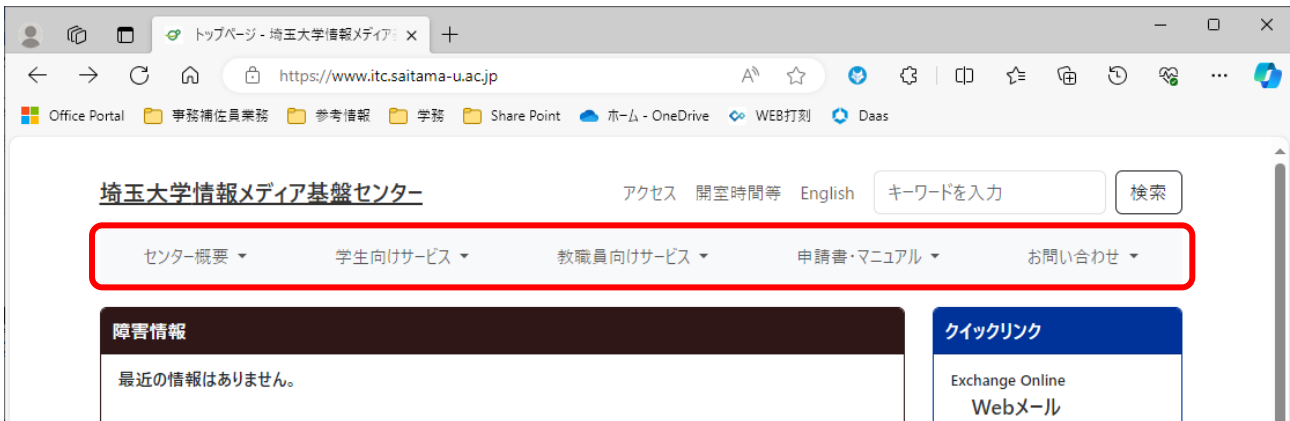 トップページ - 埼玉大学情報メディア
https://www.itc.saitama-u.ac.jp
Office Portal 事務補佐員業務 参考情報 学務 Share Point ホーム - OneDrive WEB打刻 Daas
埼玉大学情報メディア基盤センター アクセス 開室時間等 English キーワードを入力 検索
センター概要 学生向けサービス 教職員向けサービス 申請書・マニュアル お問い合わせ
障害情報 クイックリンク
最近の情報はありません。 Exchange Online
Webメール